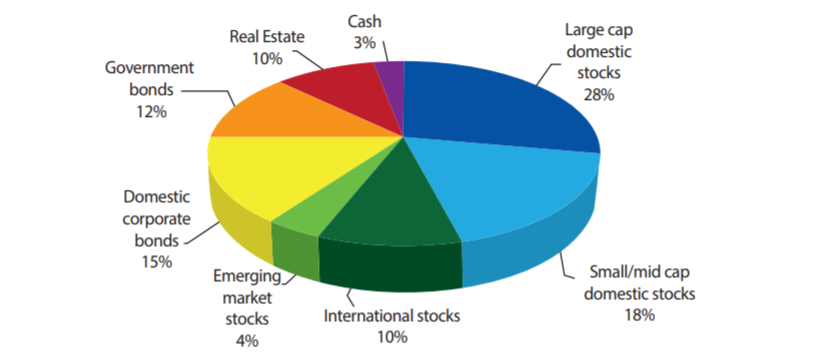 Cash
3%
Real Estate
10%
Large cap
domestic
stocks
28%
Government
bonds
12%
Domestic
corporate
bonds
15%
Emerging
market
stocks
4%
International stocks
10%
Small/mid cap
domestic stocks
18%